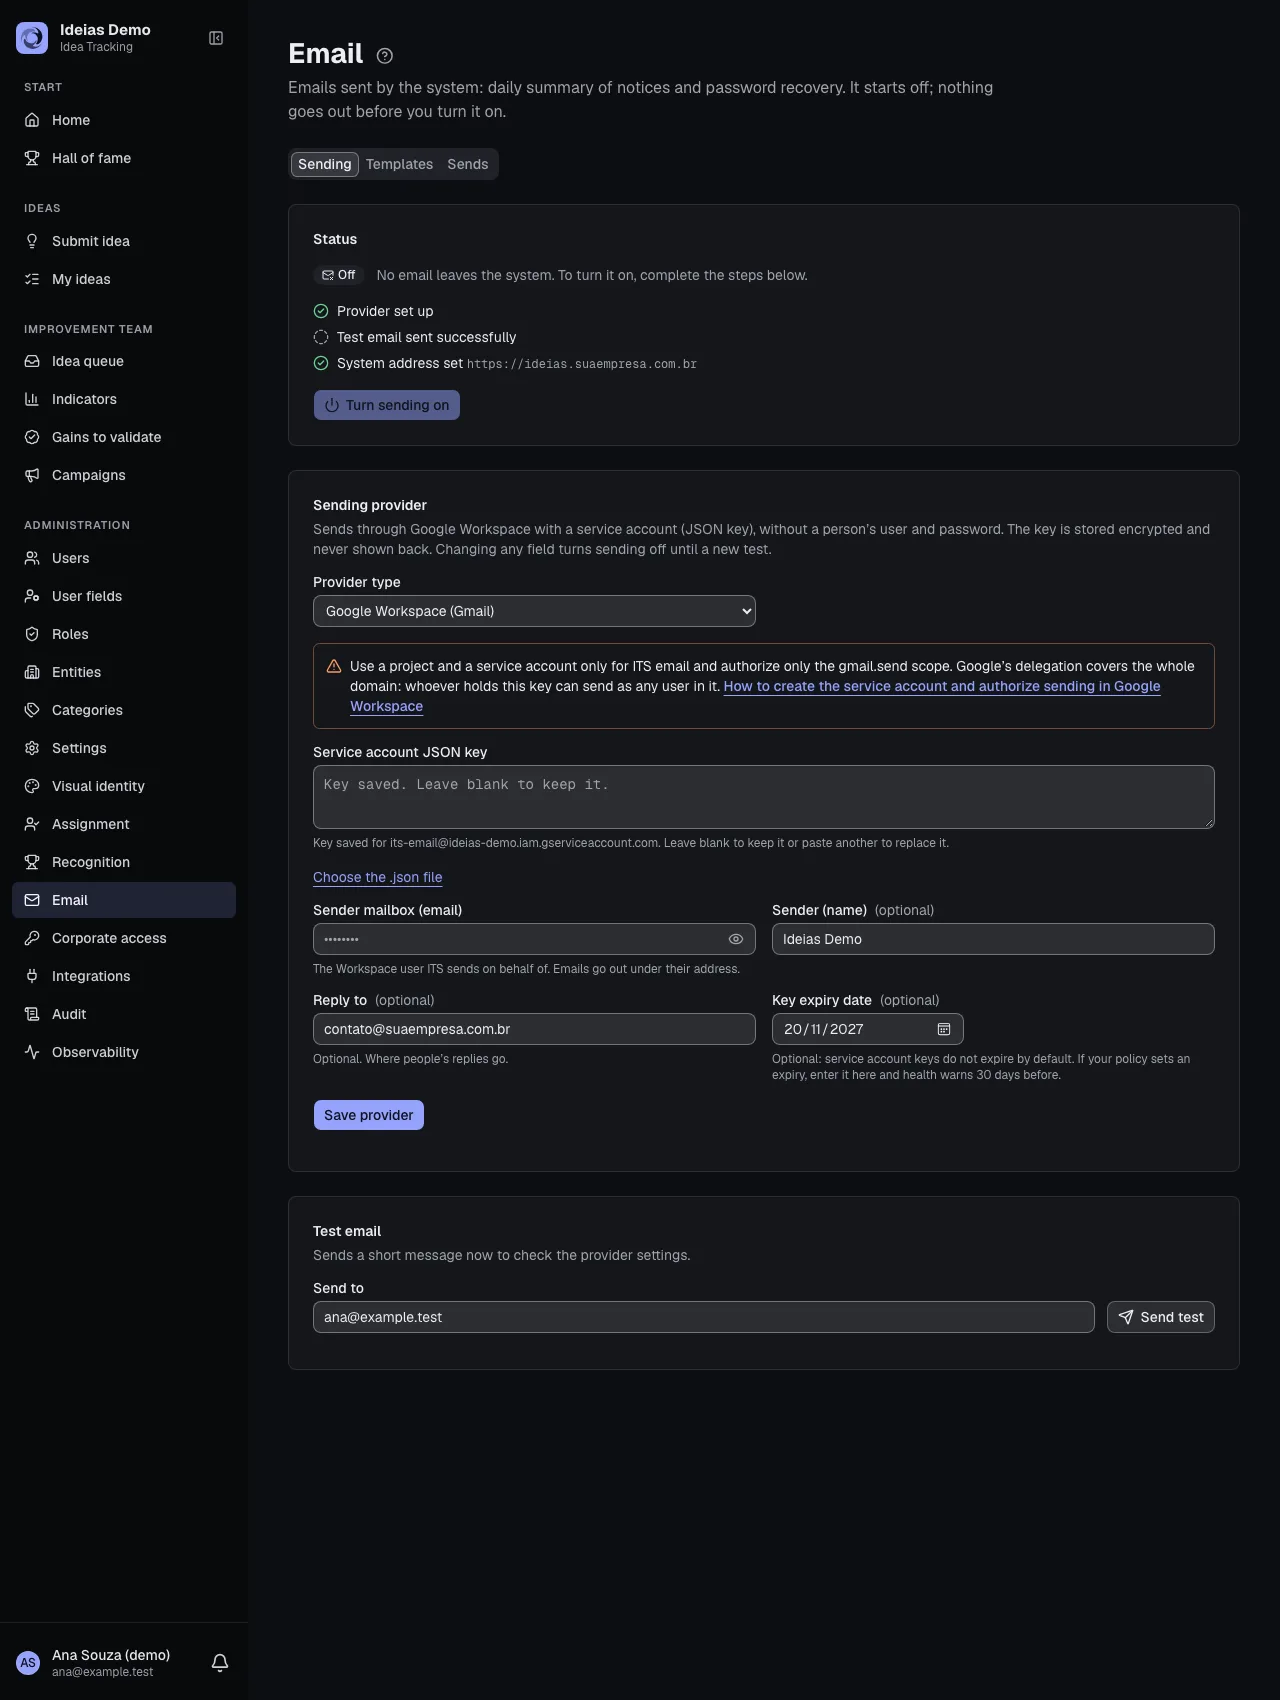 Ideias Demo
Idea Tracking
START
Home
Hall of fame
IDEAS
Submit idea
My ideas
IMPROVEMENT TEAM
Idea queue
Indicators
Gains to validate
Campaigns
ADMINISTRATION
Users
User fields
Roles
Entities
Categories
Settings
Visual identity
Assignment
Recognition
Email
Corporate access
Integrations
Audit
Observability
AS
Ana Souza (demo)
ana@example.test
Email
Emails sent by the system: daily summary of notices and password recovery. It starts off; nothing
goes out before you turn it on.
Sending Templates Sends
Status
Off No email leaves the system. To turn it on, complete the steps below.
Provider set up
Test email sent successfully
System address set https://ideias.suaempresa.com.br
Turn sending on
Sending provider
Sends through Google Workspace with a service account (JSON key), without a person’s user and password. The key is stored encrypted and
never shown back. Changing any field turns sending off until a new test.
Provider type
Google Workspace (Gmail)
Use a project and a service account only for ITS email and authorize only the gmail.send scope. Google’s delegation covers the whole
domain: whoever holds this key can send as any user in it. How to create the service account and authorize sending in Google
Workspace
Service account JSON key
Key saved. Leave blank to keep it.
Key saved for its-email@ideias-demo.iam.gserviceaccount.com. Leave blank to keep it or paste another to replace it.
Choose the .json file
Sender mailbox (email)
••••••••
The Workspace user ITS sends on behalf of. Emails go out under their address.
Sender (name) (optional)
Ideias Demo
Reply to (optional)
contato@suaempresa.com.br
Optional. Where people’s replies go.
Key expiry date (optional)
20/11/2027
Optional: service account keys do not expire by default. If your policy sets an
expiry, enter it here and health warns 30 days before.
Save provider
Test email
Sends a short message now to check the provider settings.
Send to
ana@example.test
Send test